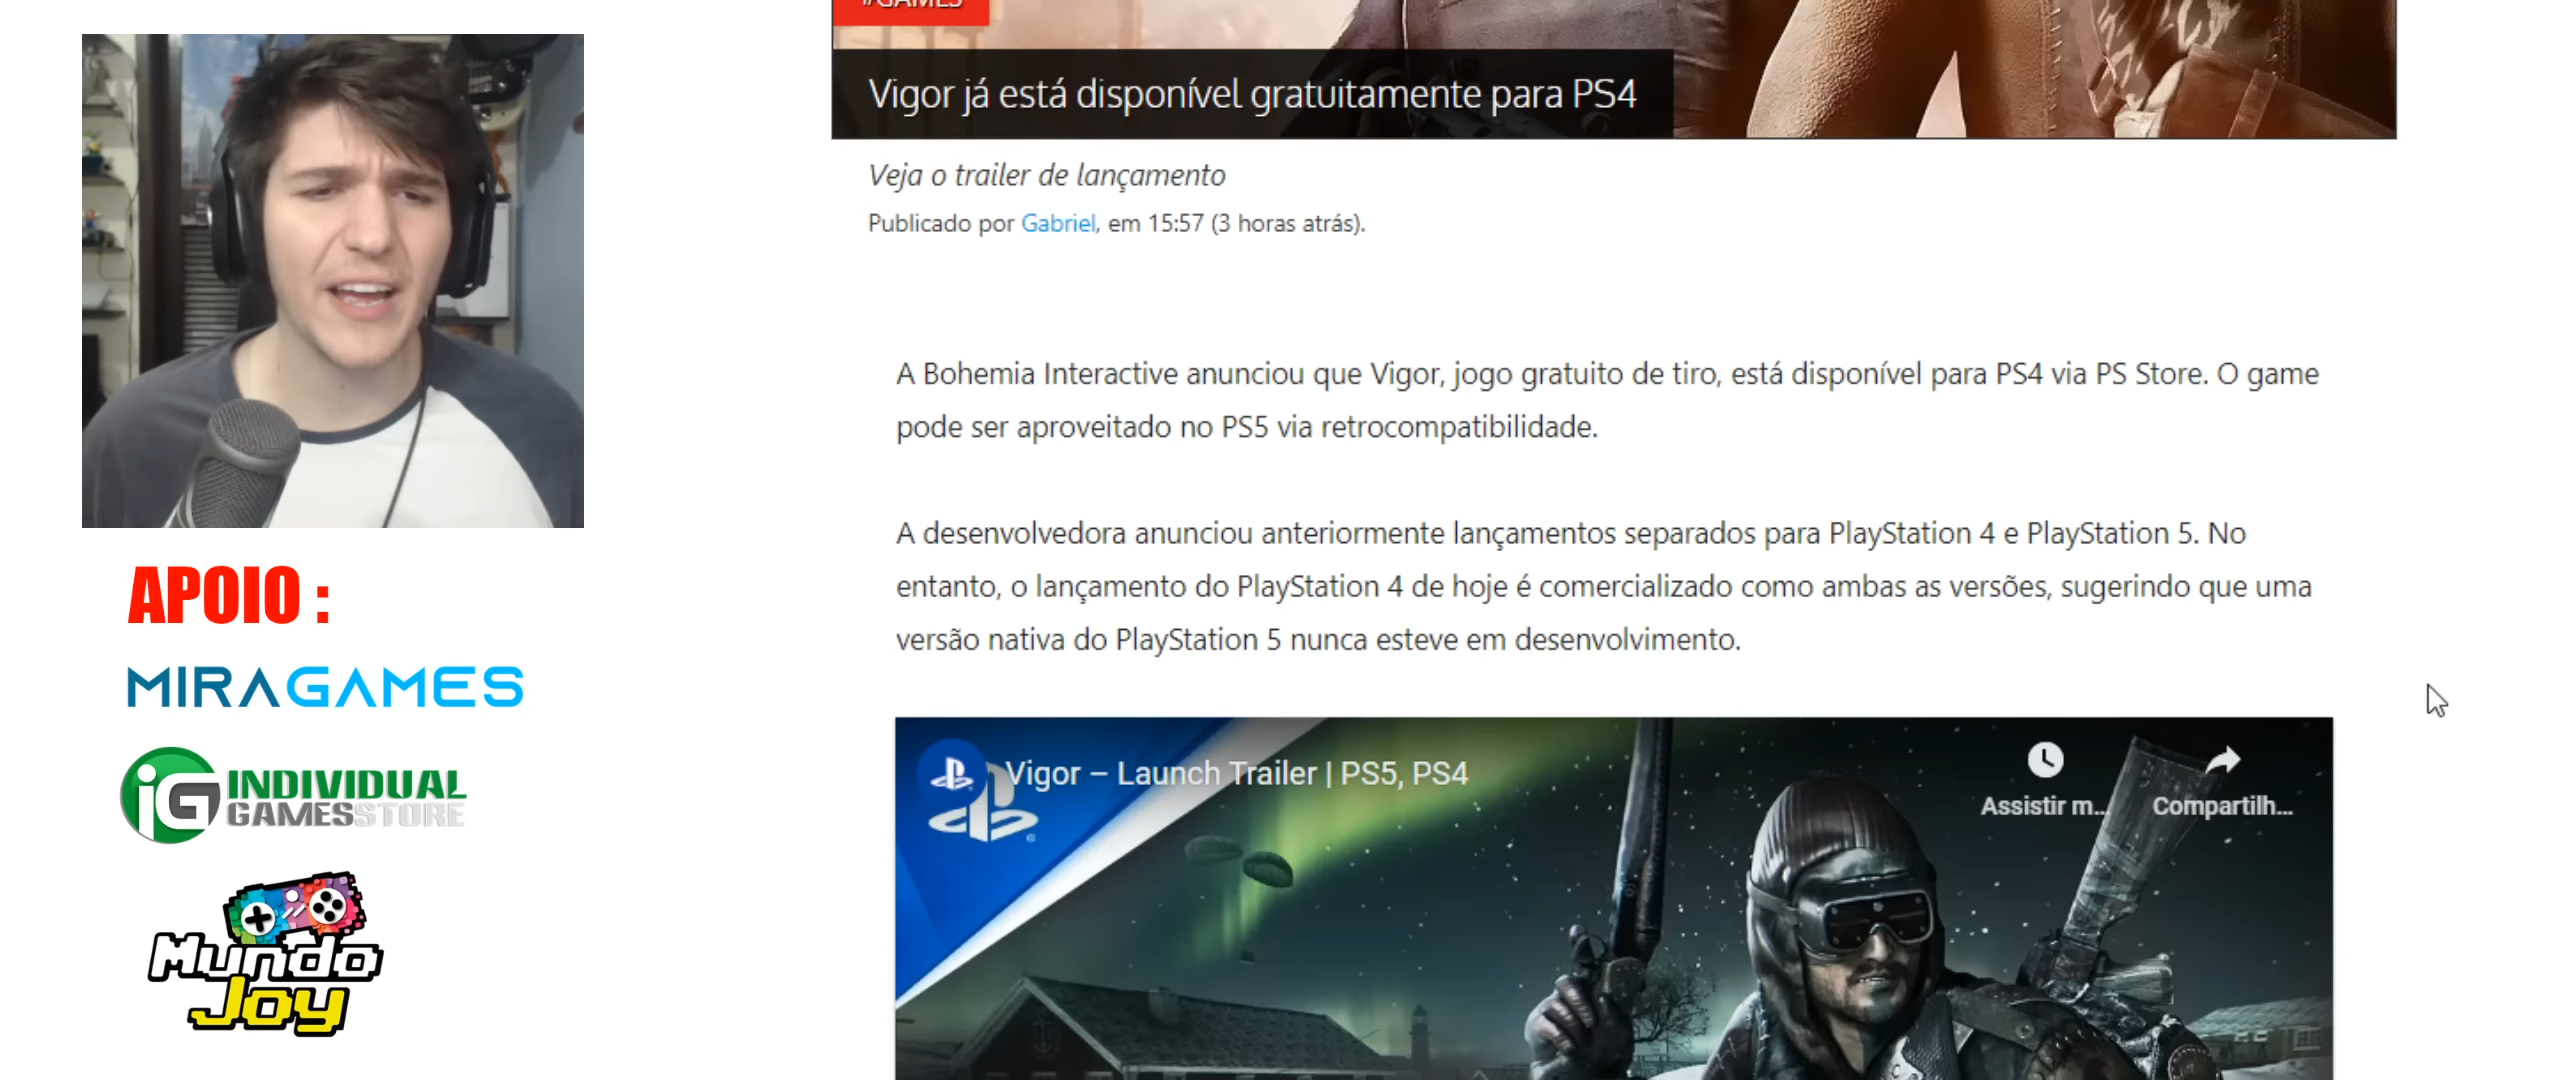 #GAMES
Vigor já está disponível gratuitamente para PS4
Veja o trailer de lançamento
Publicado por Gabriel, em 15:57 (3 horas atrás).
A Bohemia Interactive anunciou que Vigor, jogo gratuito de tiro, está disponível para PS4 via PS Store. O game
pode ser aproveitado no PS5 via retrocompatibilidade.
A desenvolvedora anunciou anteriormente lançamentos separados para PlayStation 4 e PlayStation 5. No
entanto, o lançamento do PlayStation 4 de hoje é comercializado como ambas as versões, sugerindo que uma
versão nativa do PlayStation 5 nunca esteve em desenvolvimento.
Vigor – Launch Trailer | PS5, PS4
Assistir m...
Compartilh...
APOIO :
MIRAGAMES
iG INDIVIDUAL
GAMESSTORE
Mundo
Joy